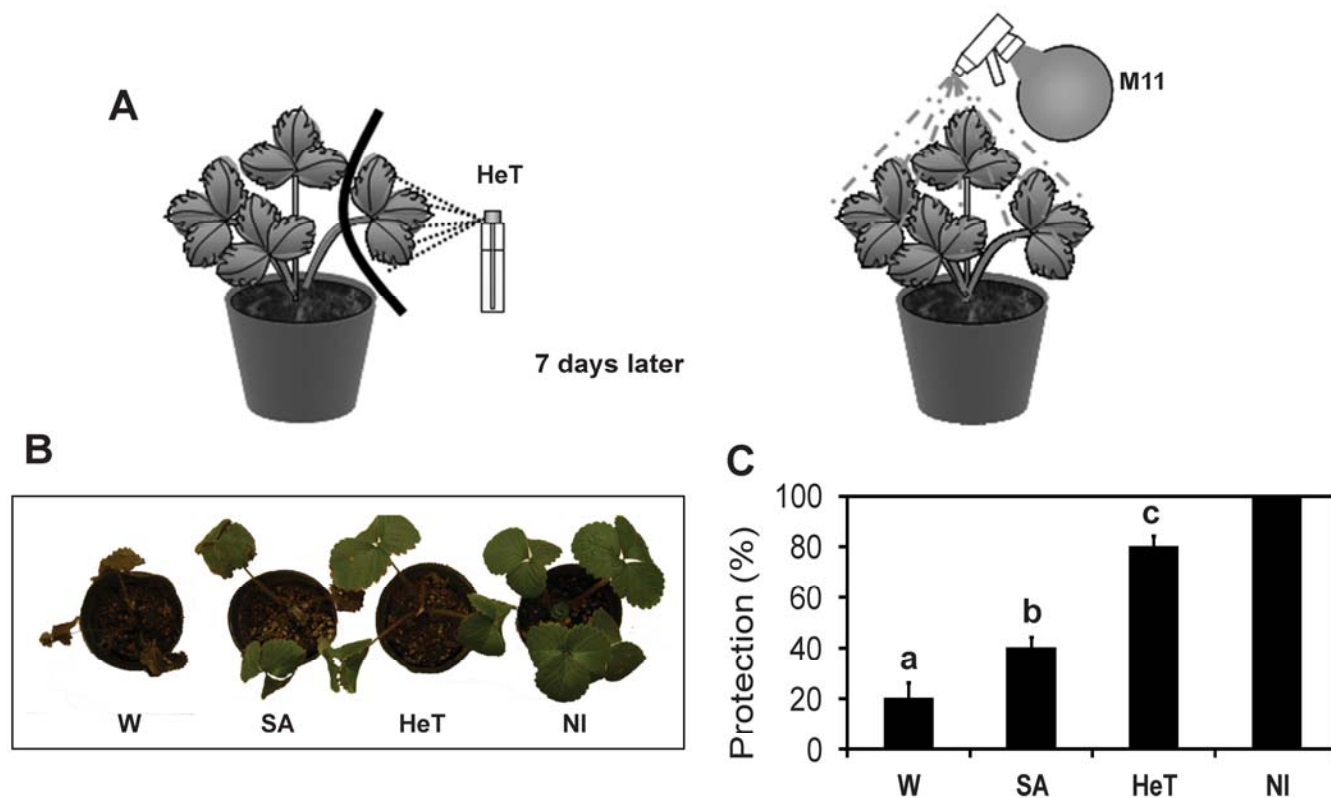 A
HeT
M11
7 days later
B
W SA HeT NI
C
Protection (%)
100
80
60
40
20
0
a
b
c
W SA HeT NI